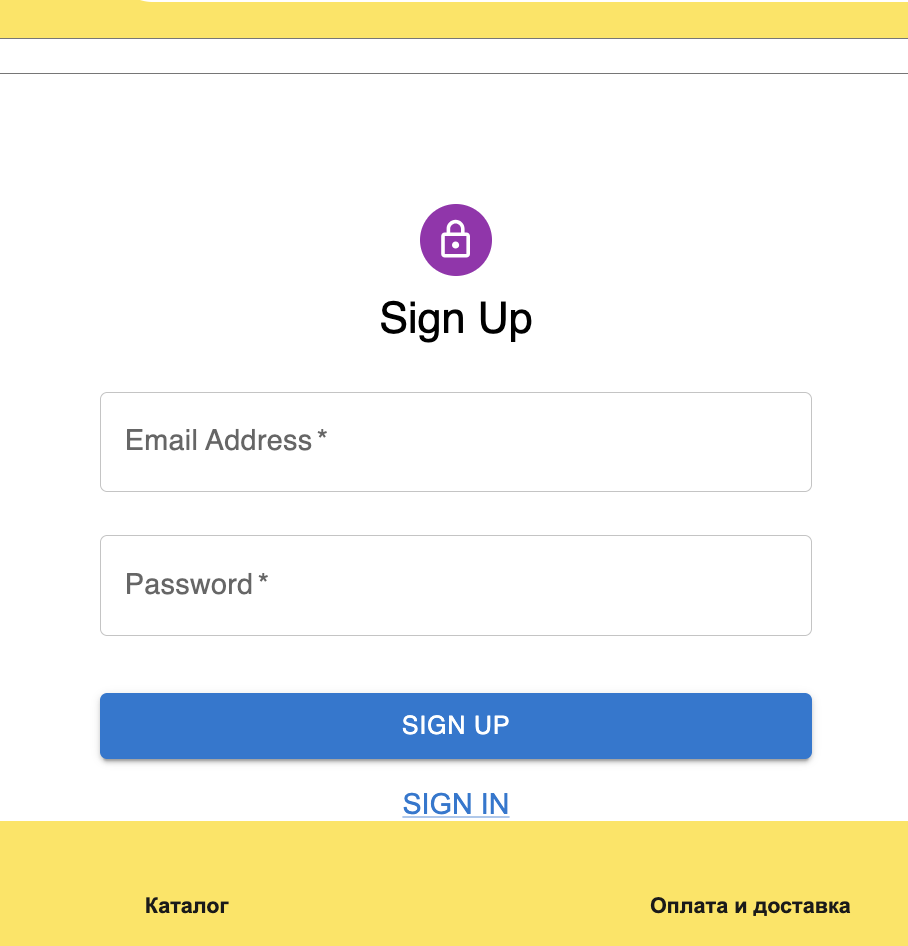 Sign Up
Email Address *
Password *
SIGN UP
SIGN IN
Каталог
Оплата и доставка